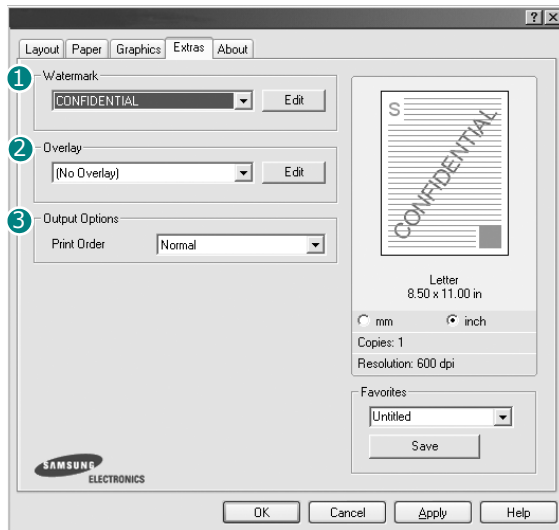 ? X
Layout Paper Graphics Extras About
1 Watermark
CONFIDENTIAL Edit
2 Overlay
(No Overlay) Edit
3 Output Options
Print Order Normal
S
CONFIDENTIAL
Letter
8.50 x 11.00 in
mm inch
Copies: 1
Resolution: 600 dpi
Favorites
Untitled
Save
SAMSUNG
ELECTRONICS
OK Cancel Apply Help